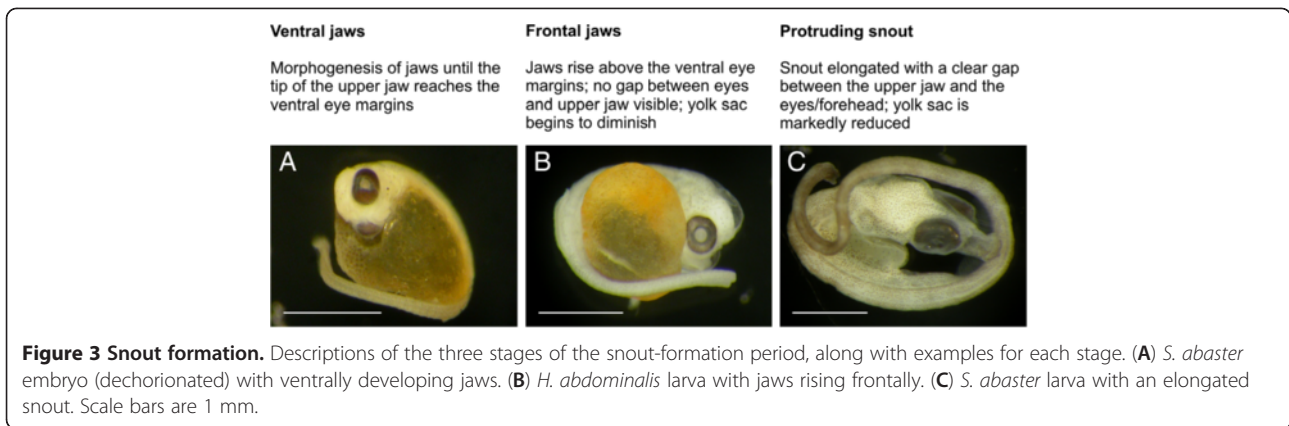 Ventral jaws
Morphogenesis of jaws until the
tip of the upper jaw reaches the
ventral eye margins
Frontal jaws
Jaws rise above the ventral eye
margins; no gap between eyes
and upper jaw visible; yolk sac
begins to diminish
Protruding snout
Snout elongated with a clear gap
between the upper jaw and the
eyes/forehead; yolk sac is
markedly reduced
A
B
C
Figure 3 Snout formation. Descriptions of the three stages of the snout-formation period, along with examples for each stage. (A) S. abaster
embryo (dechorionated) with ventrally developing jaws. (B) H. abdominalis larva with jaws rising frontally. (C) S. abaster larva with an elongated
snout. Scale bars are 1 mm.